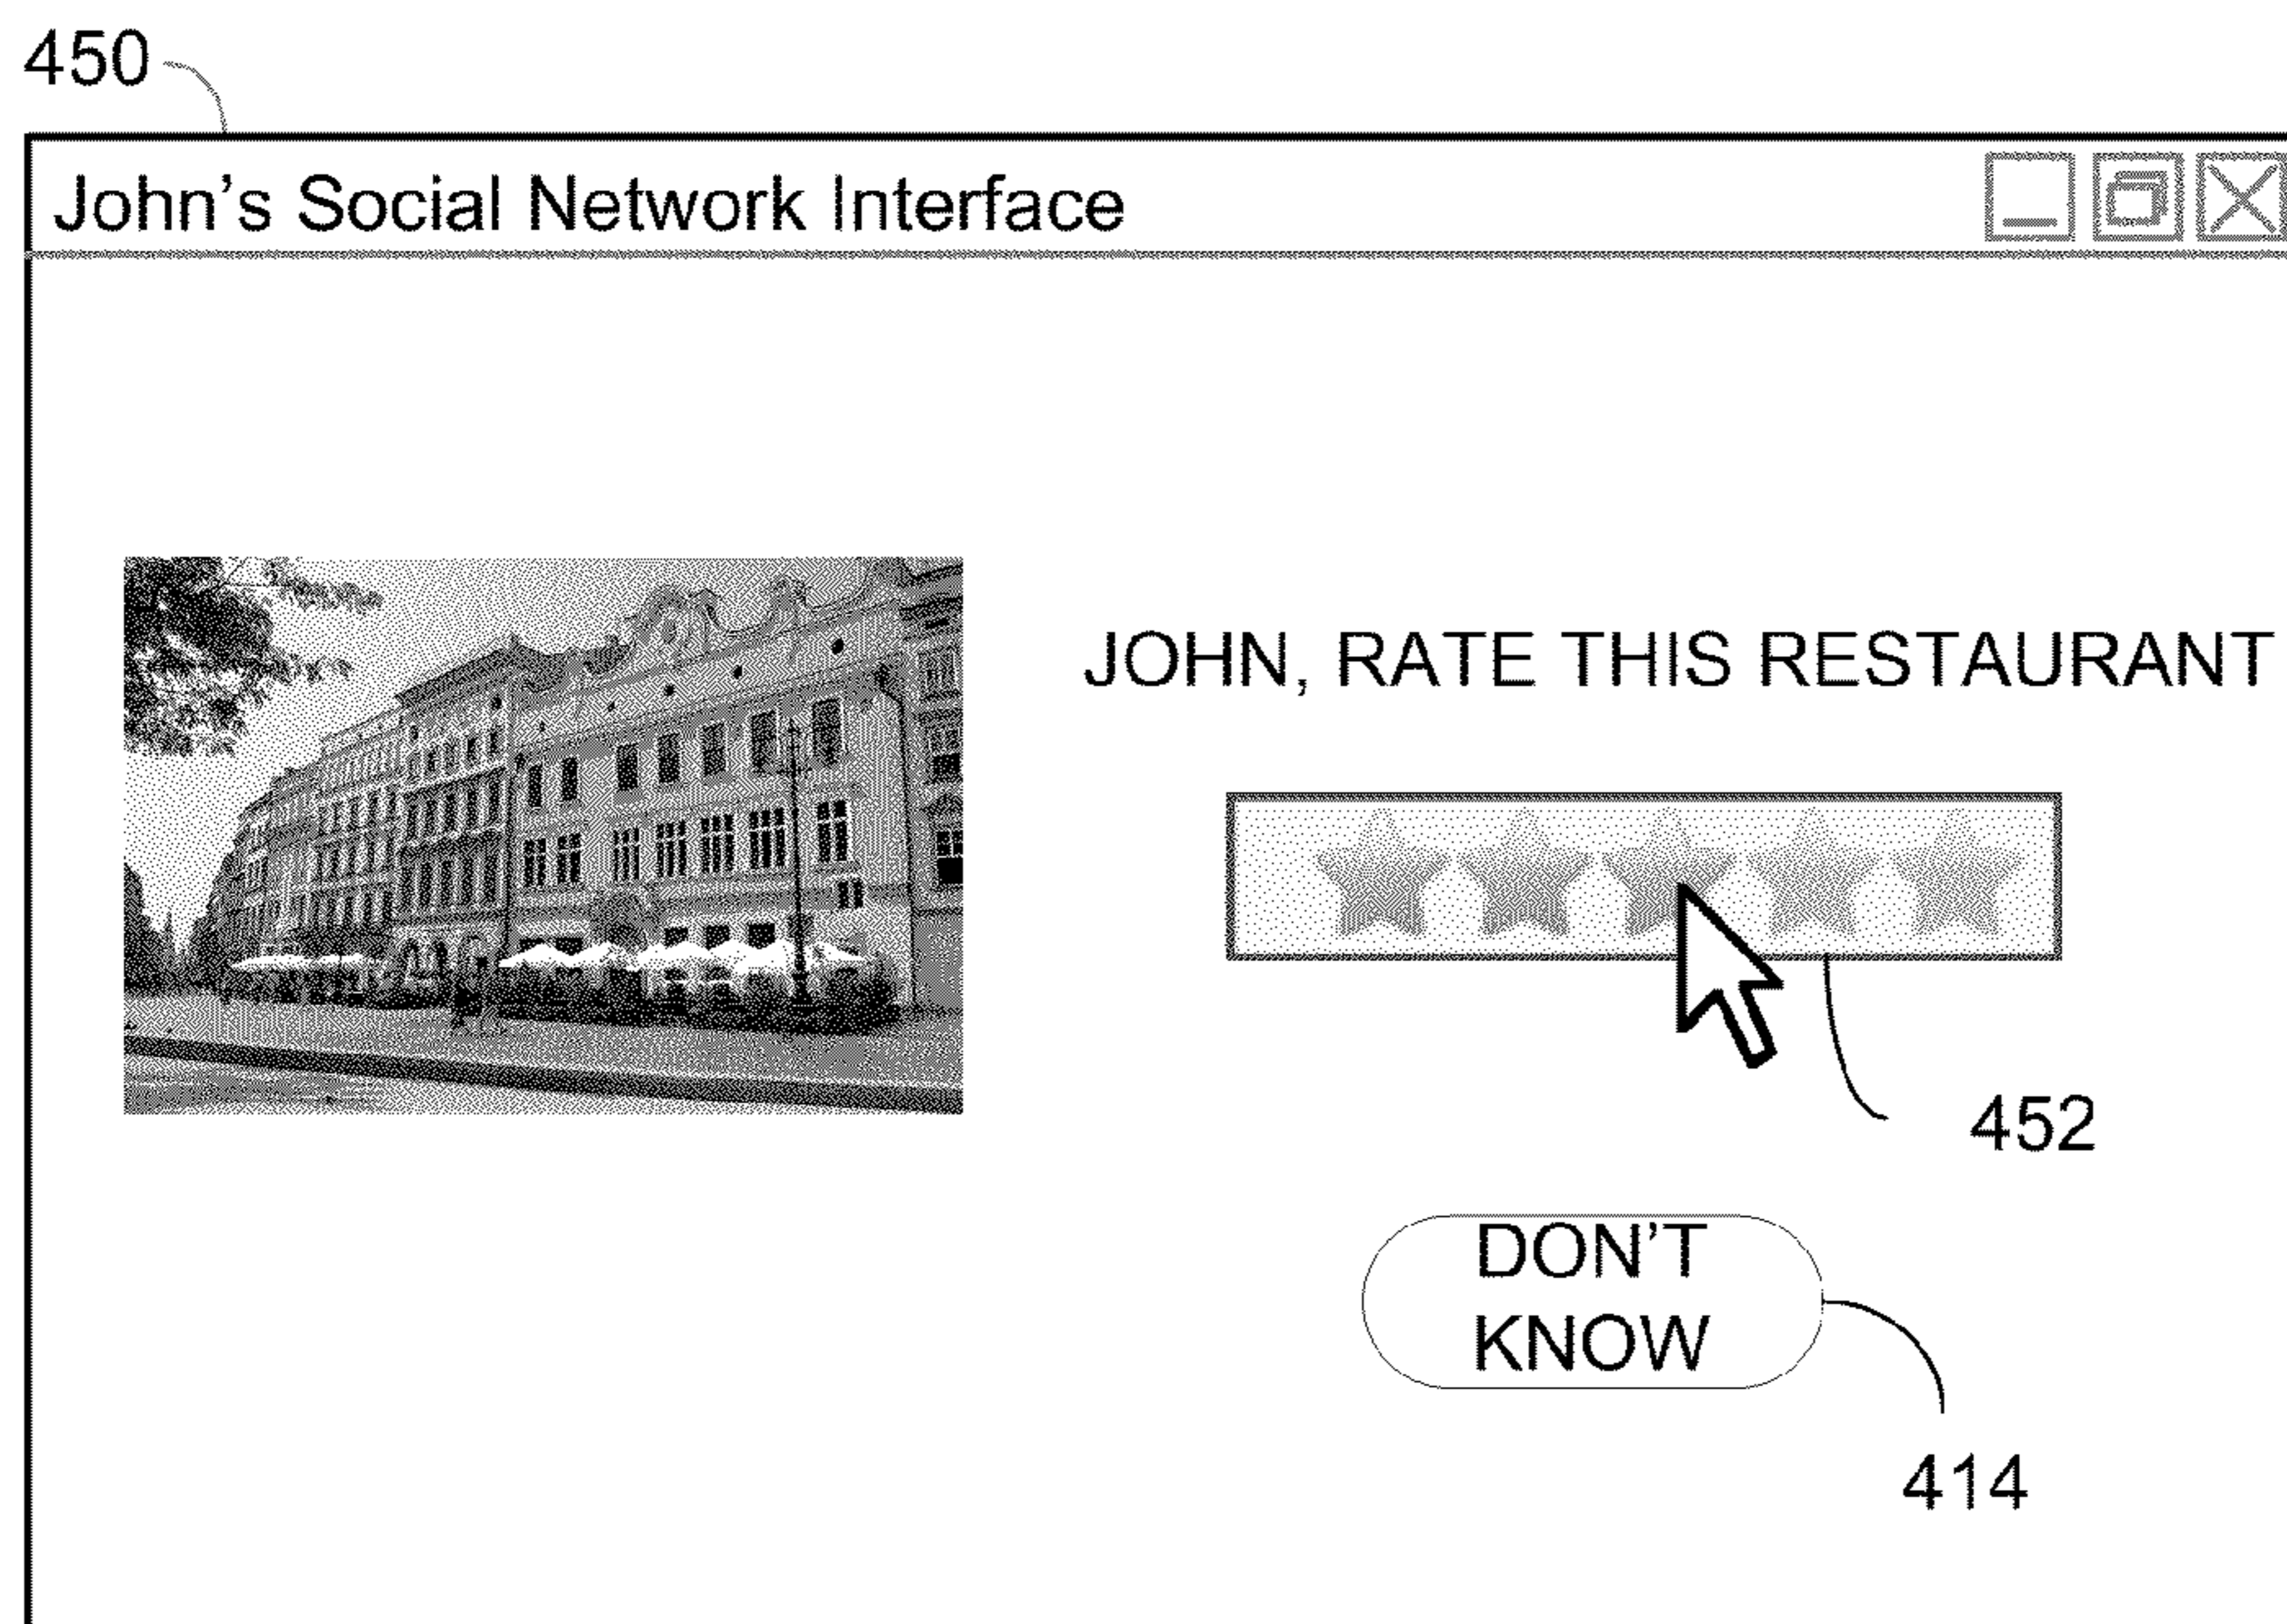 450
John's Social Network Interface
JOHN, RATE THIS RESTAURANT
452
DON'T
KNOW
414